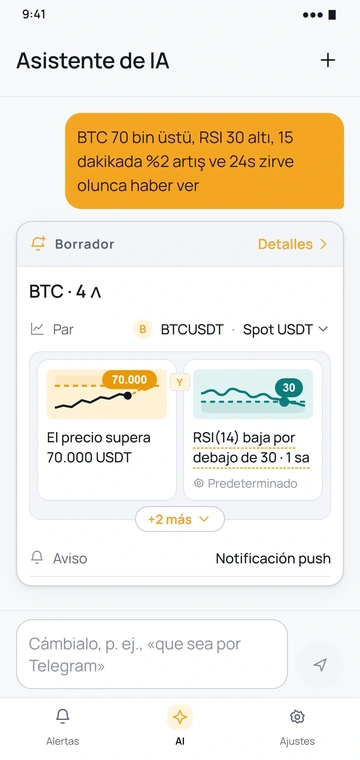 9:41
Asistente de IA
BTC 70 bin üstü, RSI 30 altı, 15
dakikada %2 artış ve 24s zirve
olunca haber ver
Borrador
Detalles
BTC · 4 ∧
Par
B
BTCUSDT · Spot USDT
70.000
Y
30
El precio supera
70.000 USDT
RSI(14) baja por
debajo de 30 · 1 sa
Predeterminado
+2 más
Aviso
Notificación push
Cámbialo, p. ej., «que sea por
Telegram»
Alertas
AI
Ajustes